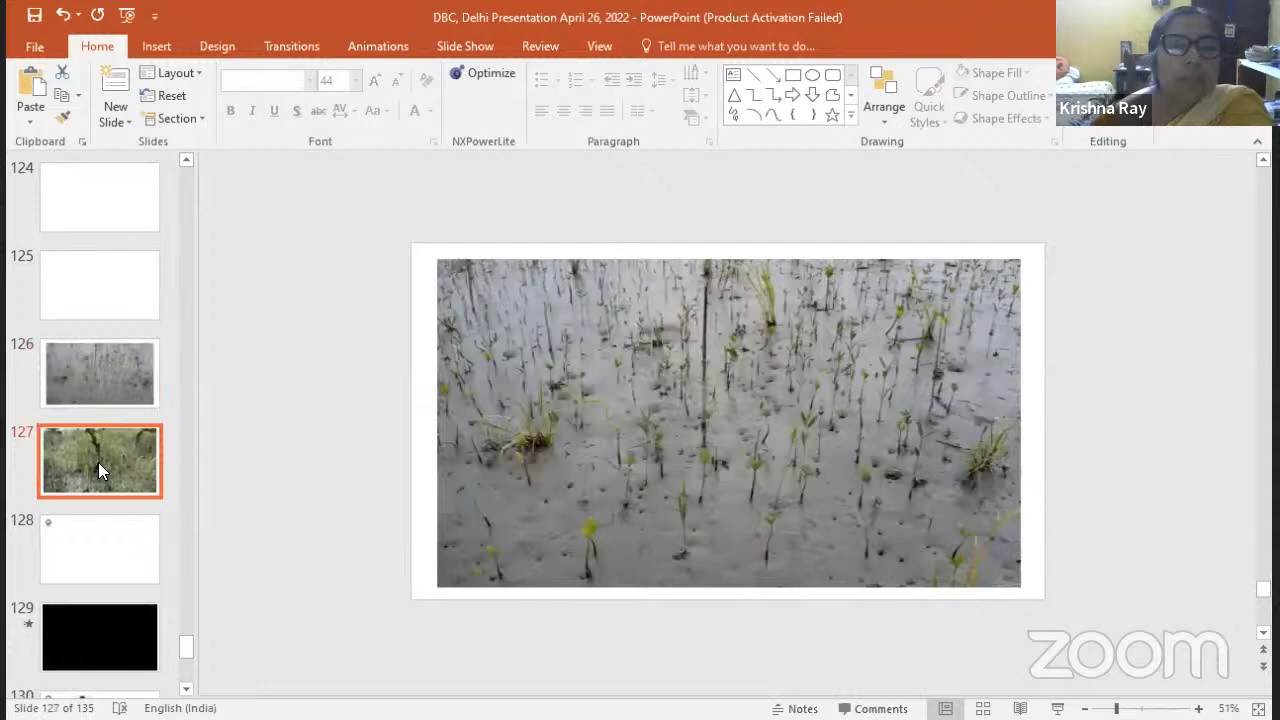 DBC, Delhi Presentation April 26, 2022 - PowerPoint (Product Activation Failed)
File Home Insert Design Transitions Animations Slide Show Review View Tell me what you want to do...
Paste
Clipboard
New Slide
Layout
Reset
Section
Slides
44
B I U S abc AV Aa A
Font
Optimize
NXPowerLite
Paragraph
Arrange
Quick Styles
Shape Fill
Shape Outline
Shape Effects
Drawing
Editing
Krishna Ray
124
125
126
127
128
129
130
zoom
Slide 127 of 135 English (India) Notes Comments 51%